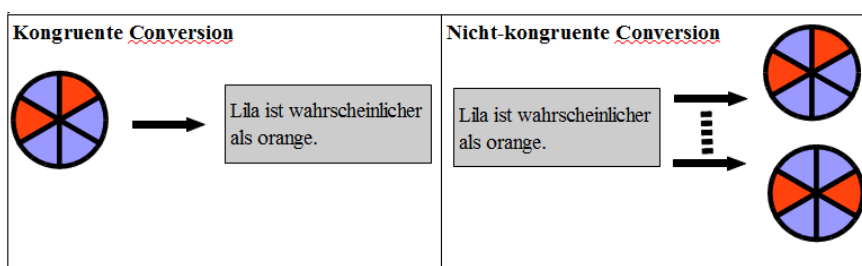 Kongruente Conversion
Lila ist wahrscheinlicher
als orange.
Nicht-kongruente Conversion
Lila ist wahrscheinlicher
als orange.